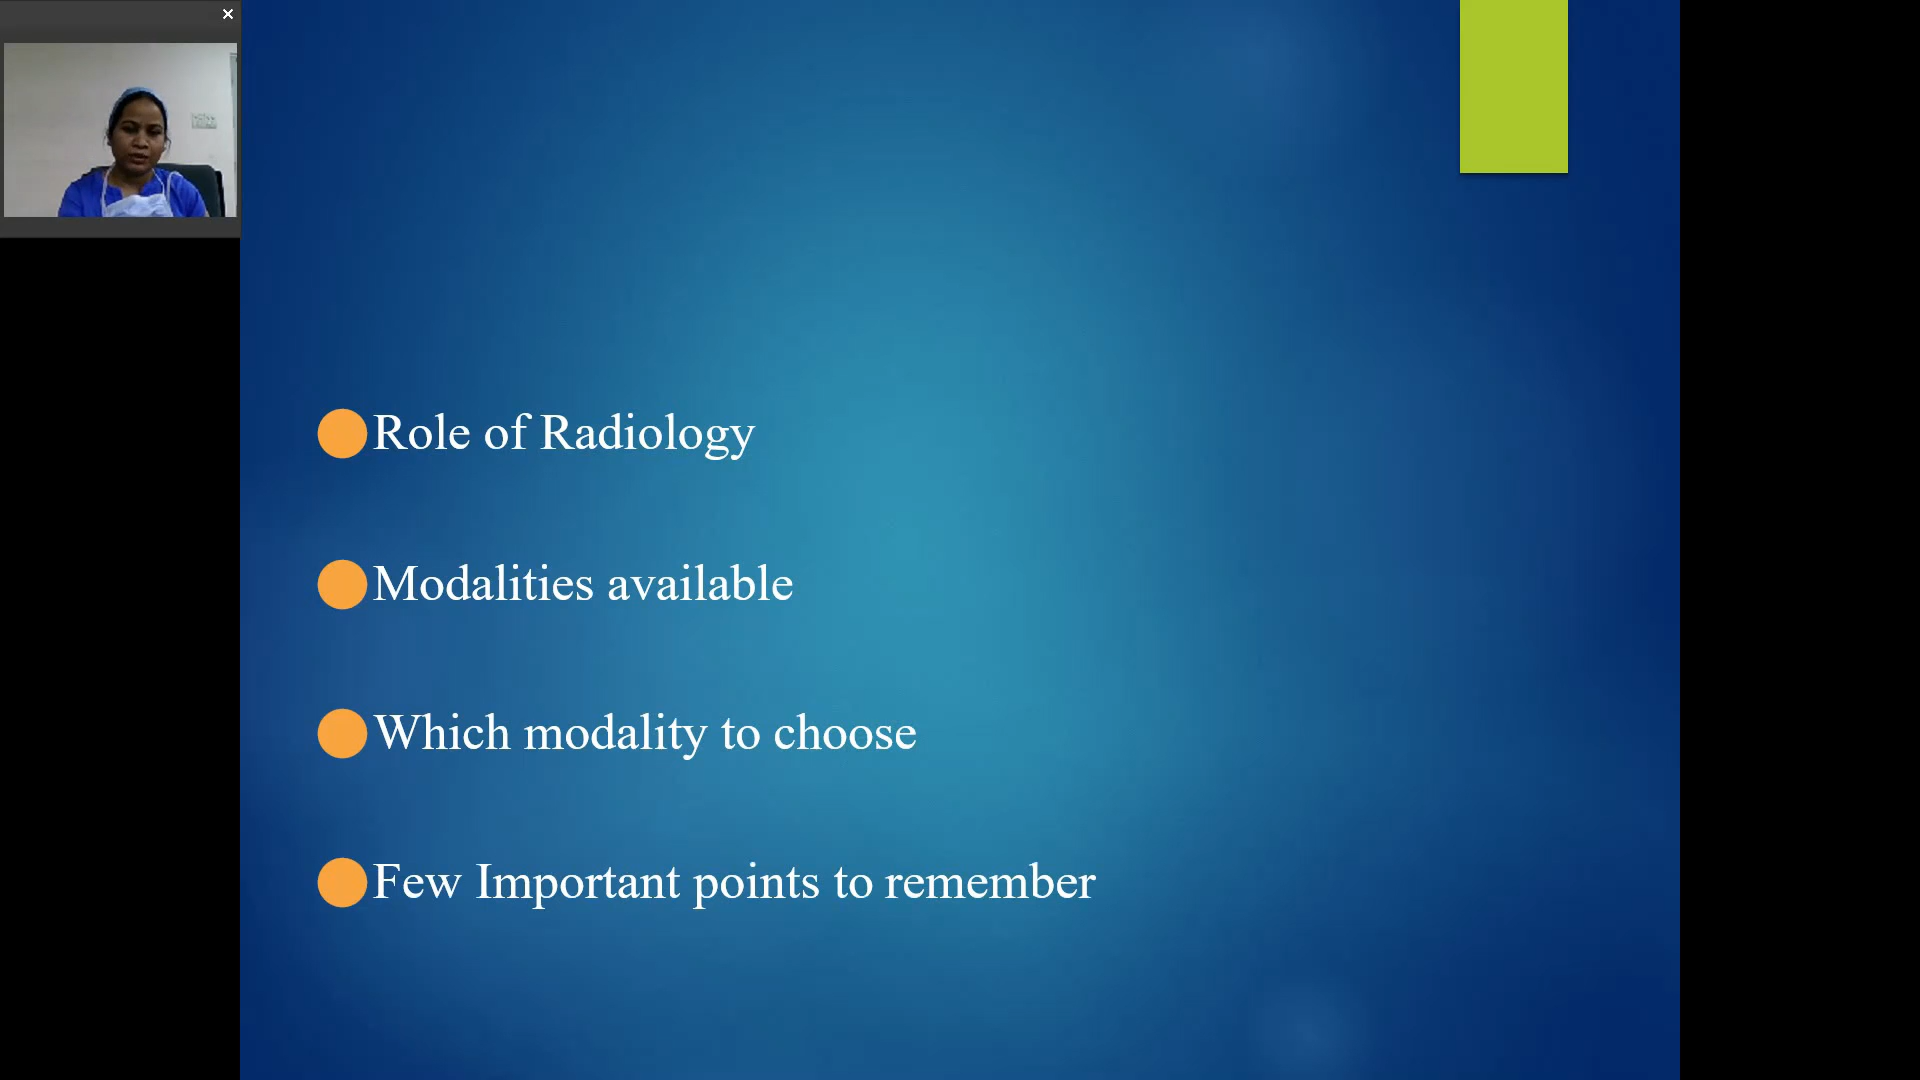 Role of Radiology
Modalities available
Which modality to choose
Few Important points to remember